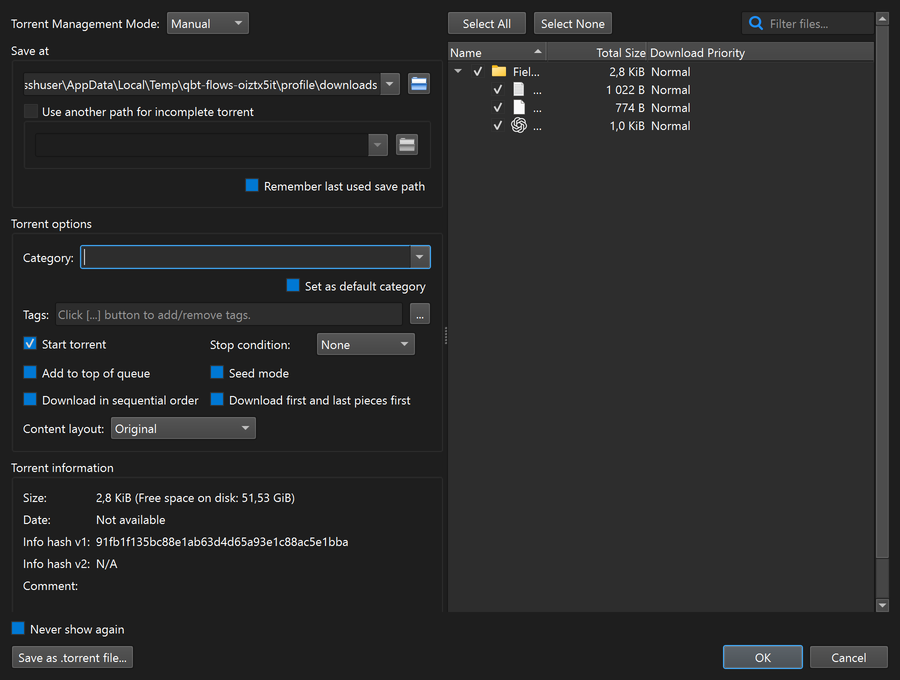 Torrent Management Mode: Manual
Save at
sshuser\AppData\Local\Temp\qbt-flows-oiztx5it\profile\downloads
Use another path for incomplete torrent
Remember last used save path
Torrent options
Category:
Set as default category
Tags: Click [...] button to add/remove tags. ...
Start torrent Stop condition: None
Add to top of queue Seed mode
Download in sequential order Download first and last pieces first
Content layout: Original
Torrent information
Size: 2,8 KiB (Free space on disk: 51,53 GiB)
Date: Not available
Info hash v1: 91fb1f135bc88e1ab63d4d65a93e1c88ac5e1bba
Info hash v2: N/A
Comment:
Never show again
Save as .torrent file...
Select All Select None Filter files...
Name Total Size Download Priority
Fiel... 2,8 KiB Normal
... 1 022 B Normal
... 774 B Normal
... 1,0 KiB Normal
OK Cancel